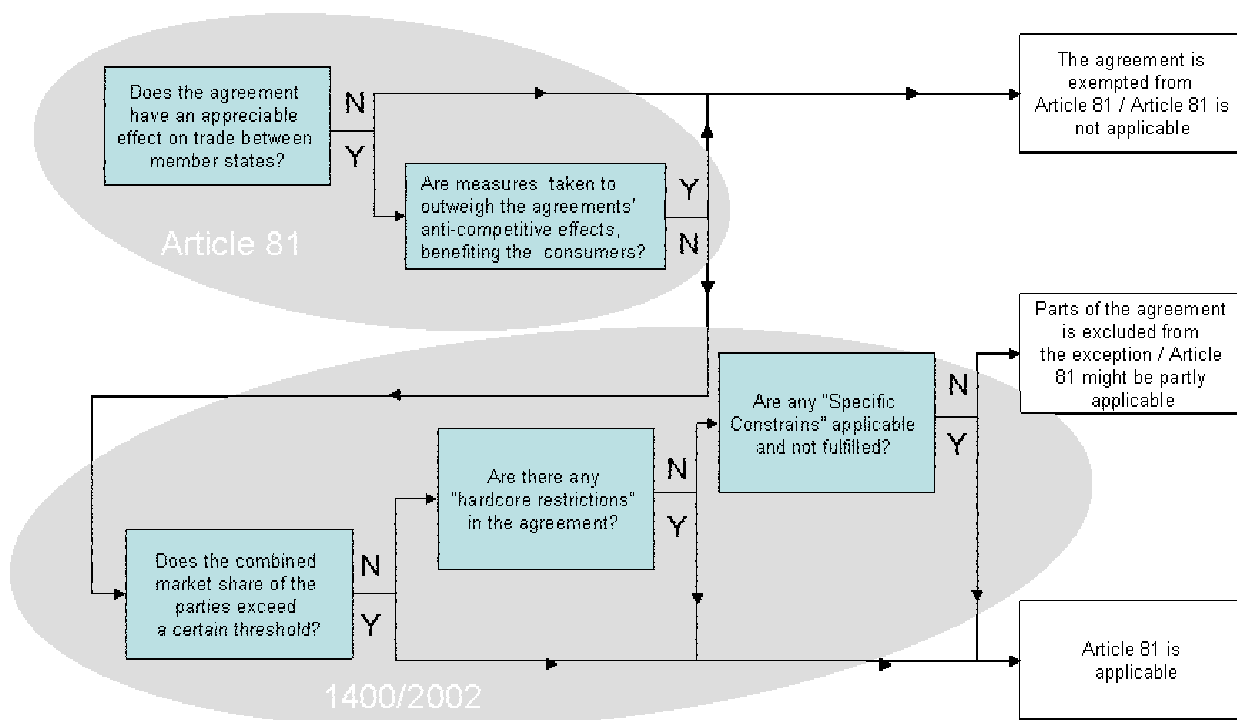 Does the agreement
have an appreciable
effect on trade between
member states?
N
Y
Are measures taken to
outweigh the agreements'
anti-competitive effects,
benefiting the consumers?
Y
N
Article 81
The agreement is
exempted from
Article 81 / Article 81 is
not applicable
Parts of the agreement
is excluded from
the exception / Article
81 might be partly
applicable
Are any "Specific
Constrains" applicable
and not fulfilled?
N
Y
Are there any
"hardcore restrictions"
in the agreement?
N
Y
Does the combined
market share of the
parties exceed
a certain threshold?
N
Y
Article 81 is
applicable
1400/2002